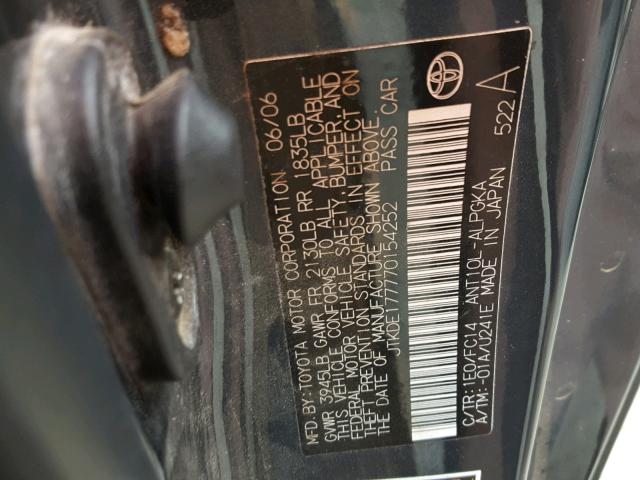 MFD.BY:TOYOTA MOTOR CORPORATION 06/06
GVWR 3945LB GAWR FR 2130LB RR 1835LB
THIS VEHICLE CONFORMS TO ALL APPLICABLE
FEDERAL MOTOR VEHICLE SAFETY, BUMPER, AND
THEFT PREVENTION STANDARDS IN EFFECT ON
THE DATE OF MANUFACTURE SHOWN ABOVE.
JTKDE177770154252 PASS CAR
C/TR:1E0/FC14 ANT10L-ALPGKA
A/TM:-01A/U241E MADE IN JAPAN
522
A